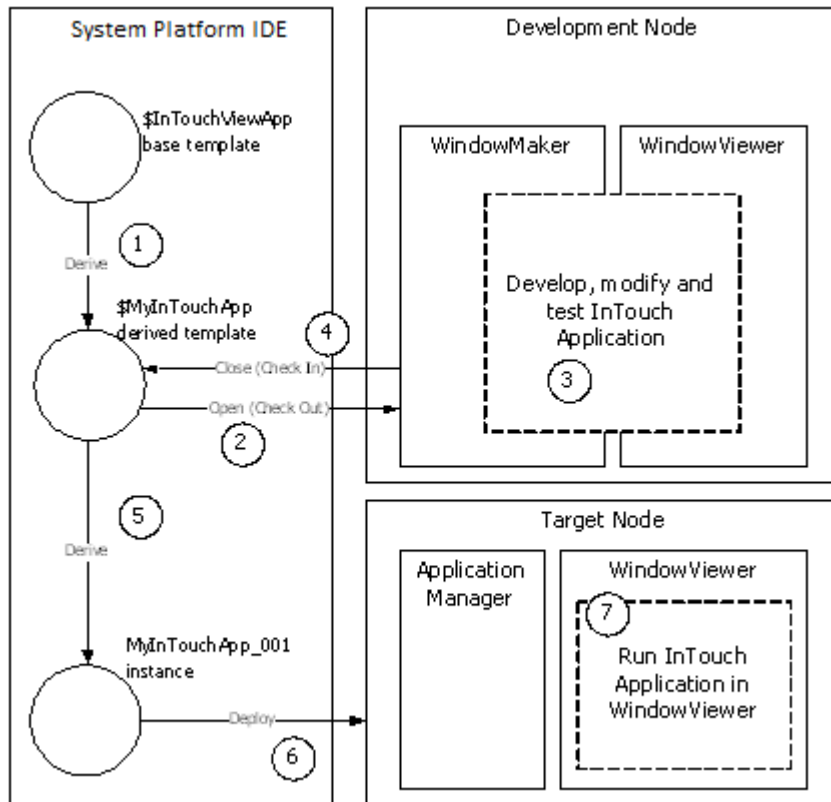 System Platform IDE
$InTouchViewApp
base template
1
Derive
$MyInTouchApp
derived template
4
Close (Check In)
Open (Check Out)
2
5
Derive
MyInTouchApp_001
instance
Deploy
6
Development Node
WindowMaker
WindowViewer
Develop, modify and
test InTouch
Application
3
Target Node
Application
Manager
WindowViewer
7
Run InTouch
Application in
WindowViewer